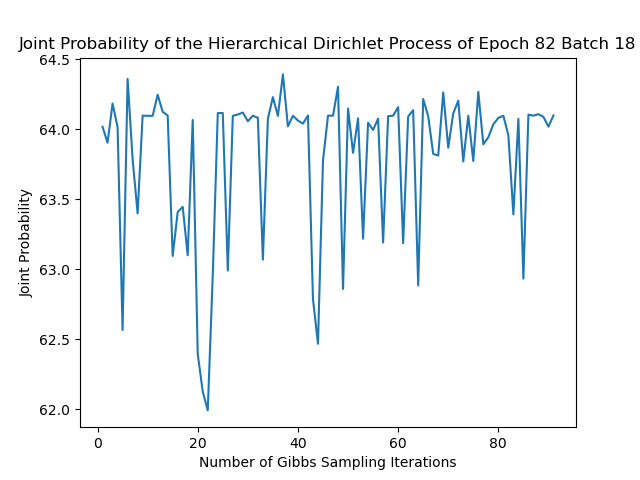 Joint Probability of the Hierarchical Dirichlet Process of Epoch 82 Batch 18
64.5
64.0
63.5
63.0
62.5
62.0
Joint Probability
0 20 40 60 80
Number of Gibbs Sampling Iterations